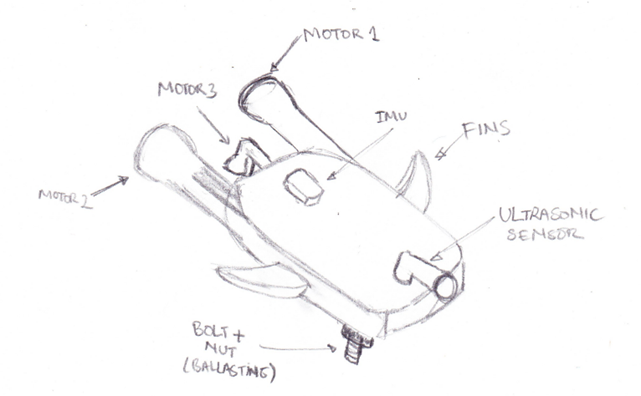 MOTOR 1
MOTOR 3
IMU
FINS
MOTOR 2
ULTRASONIC
SENSOR
BOLT +
NUT
(BALLASTING)